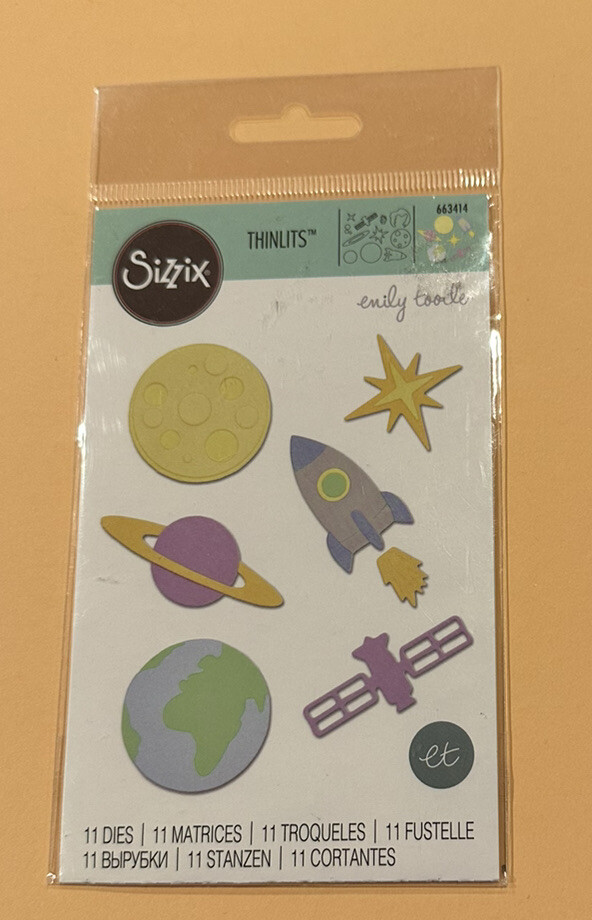 663414
THINLITS™
Sizzix®
emily tootle
et
11 DIES | 11 MATRICES | 11 TROQUELES | 11 FUSTELLE
11 ВЫРУБКИ | 11 STANZEN | 11 CORTANTES